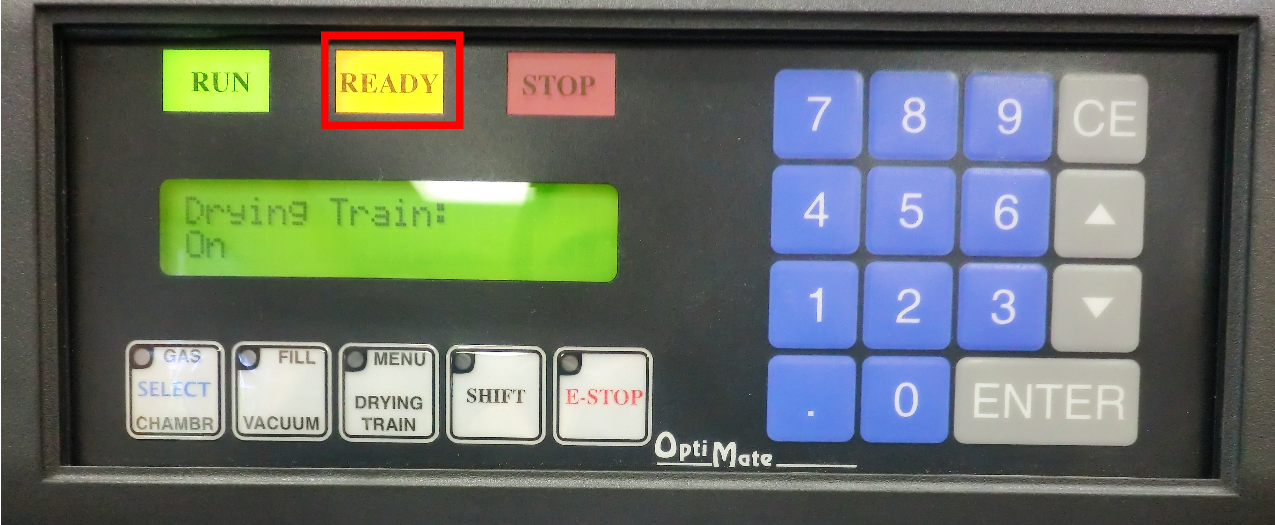 RUN
READY
STOP
Drying Train:
On
7
8
9
CE
4
5
6
1
2
3
.
0
ENTER
GAS
SELECT
CHAMBR
FILL
VACUUM
MENU
DRYING
TRAIN
SHIFT
E-STOP
OptiMate